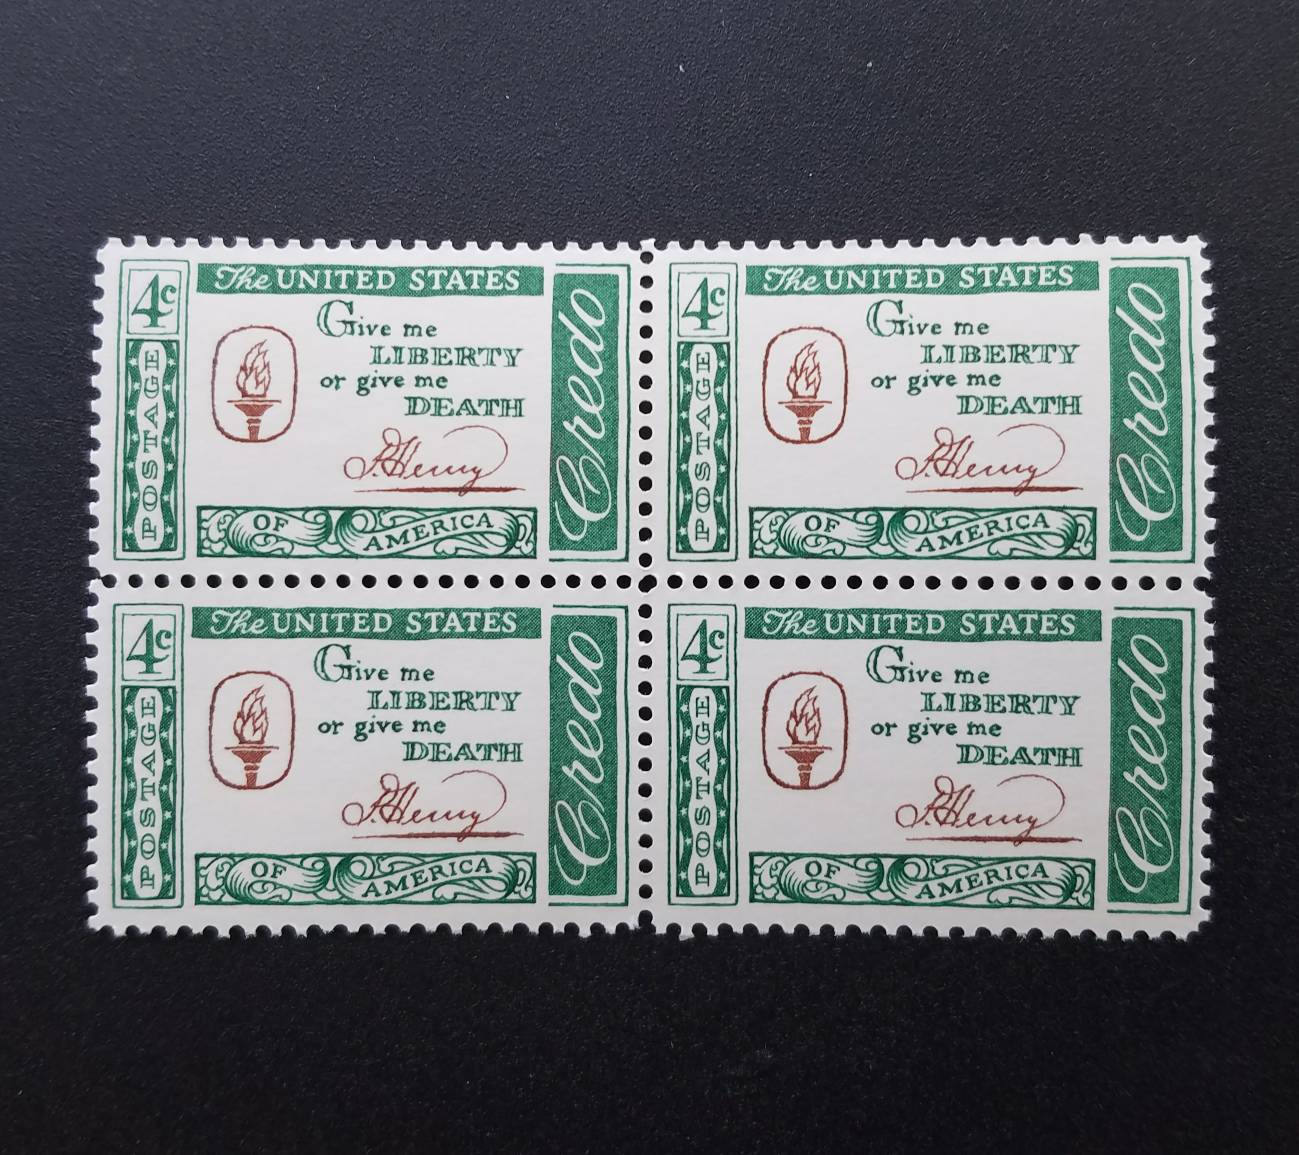 4c
POSTAGE
The UNITED STATES
Give me
LIBERTY
or give me
DEATH
P. Henry
OF AMERICA
Credo
4c
POSTAGE
The UNITED STATES
Give me
LIBERTY
or give me
DEATH
P. Henry
OF AMERICA
Credo
4c
POSTAGE
The UNITED STATES
Give me
LIBERTY
or give me
DEATH
P. Henry
OF AMERICA
Credo
4c
POSTAGE
The UNITED STATES
Give me
LIBERTY
or give me
DEATH
P. Henry
OF AMERICA
Credo